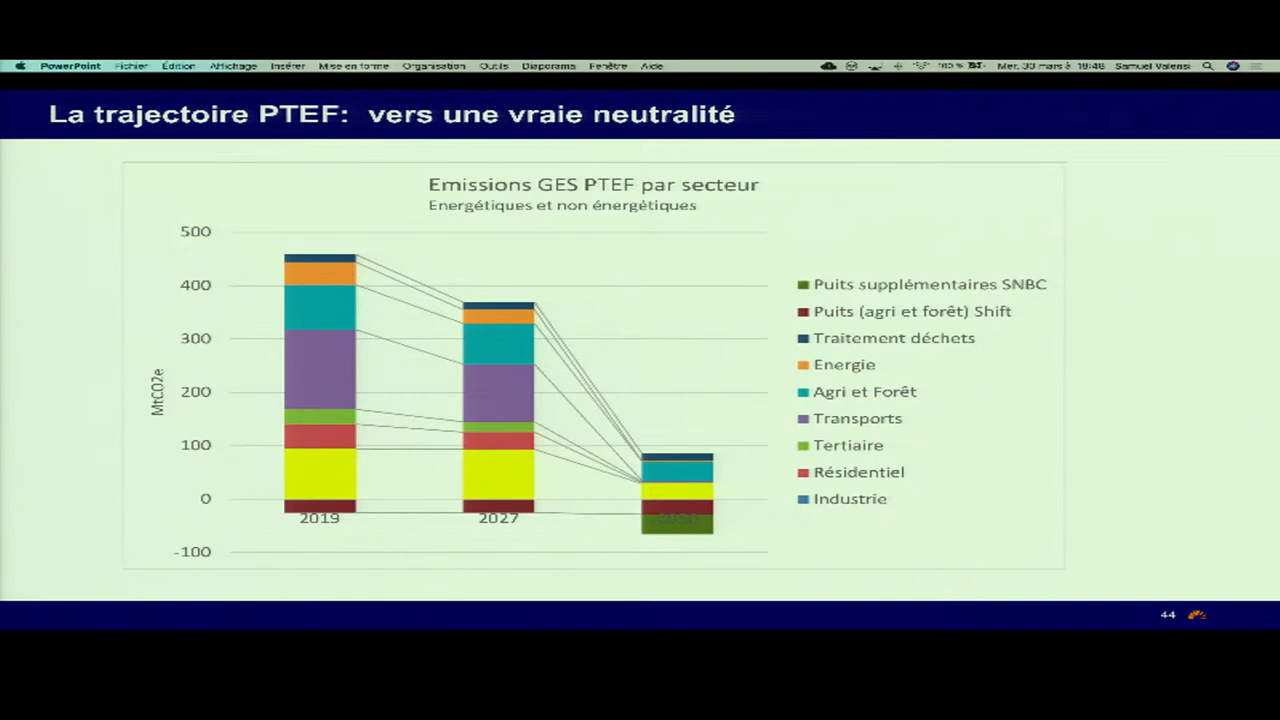 PowerPoint Fichier Édition Affichage Insérer Mise en forme Organisation Outils Diaporama Fenêtre Aide 100 % Mer. 30 mars à 18:48 Samuel Valensi
La trajectoire PTEF: vers une vraie neutralité
Emissions GES PTEF par secteur
Energétiques et non énergétiques
500
400
300
200
100
0
-100
MtCO2e
2019
2027
2050
Puits supplémentaires SNBC
Puits (agri et forêt) Shift
Traitement déchets
Energie
Agri et Forêt
Transports
Tertiaire
Résidentiel
Industrie
44